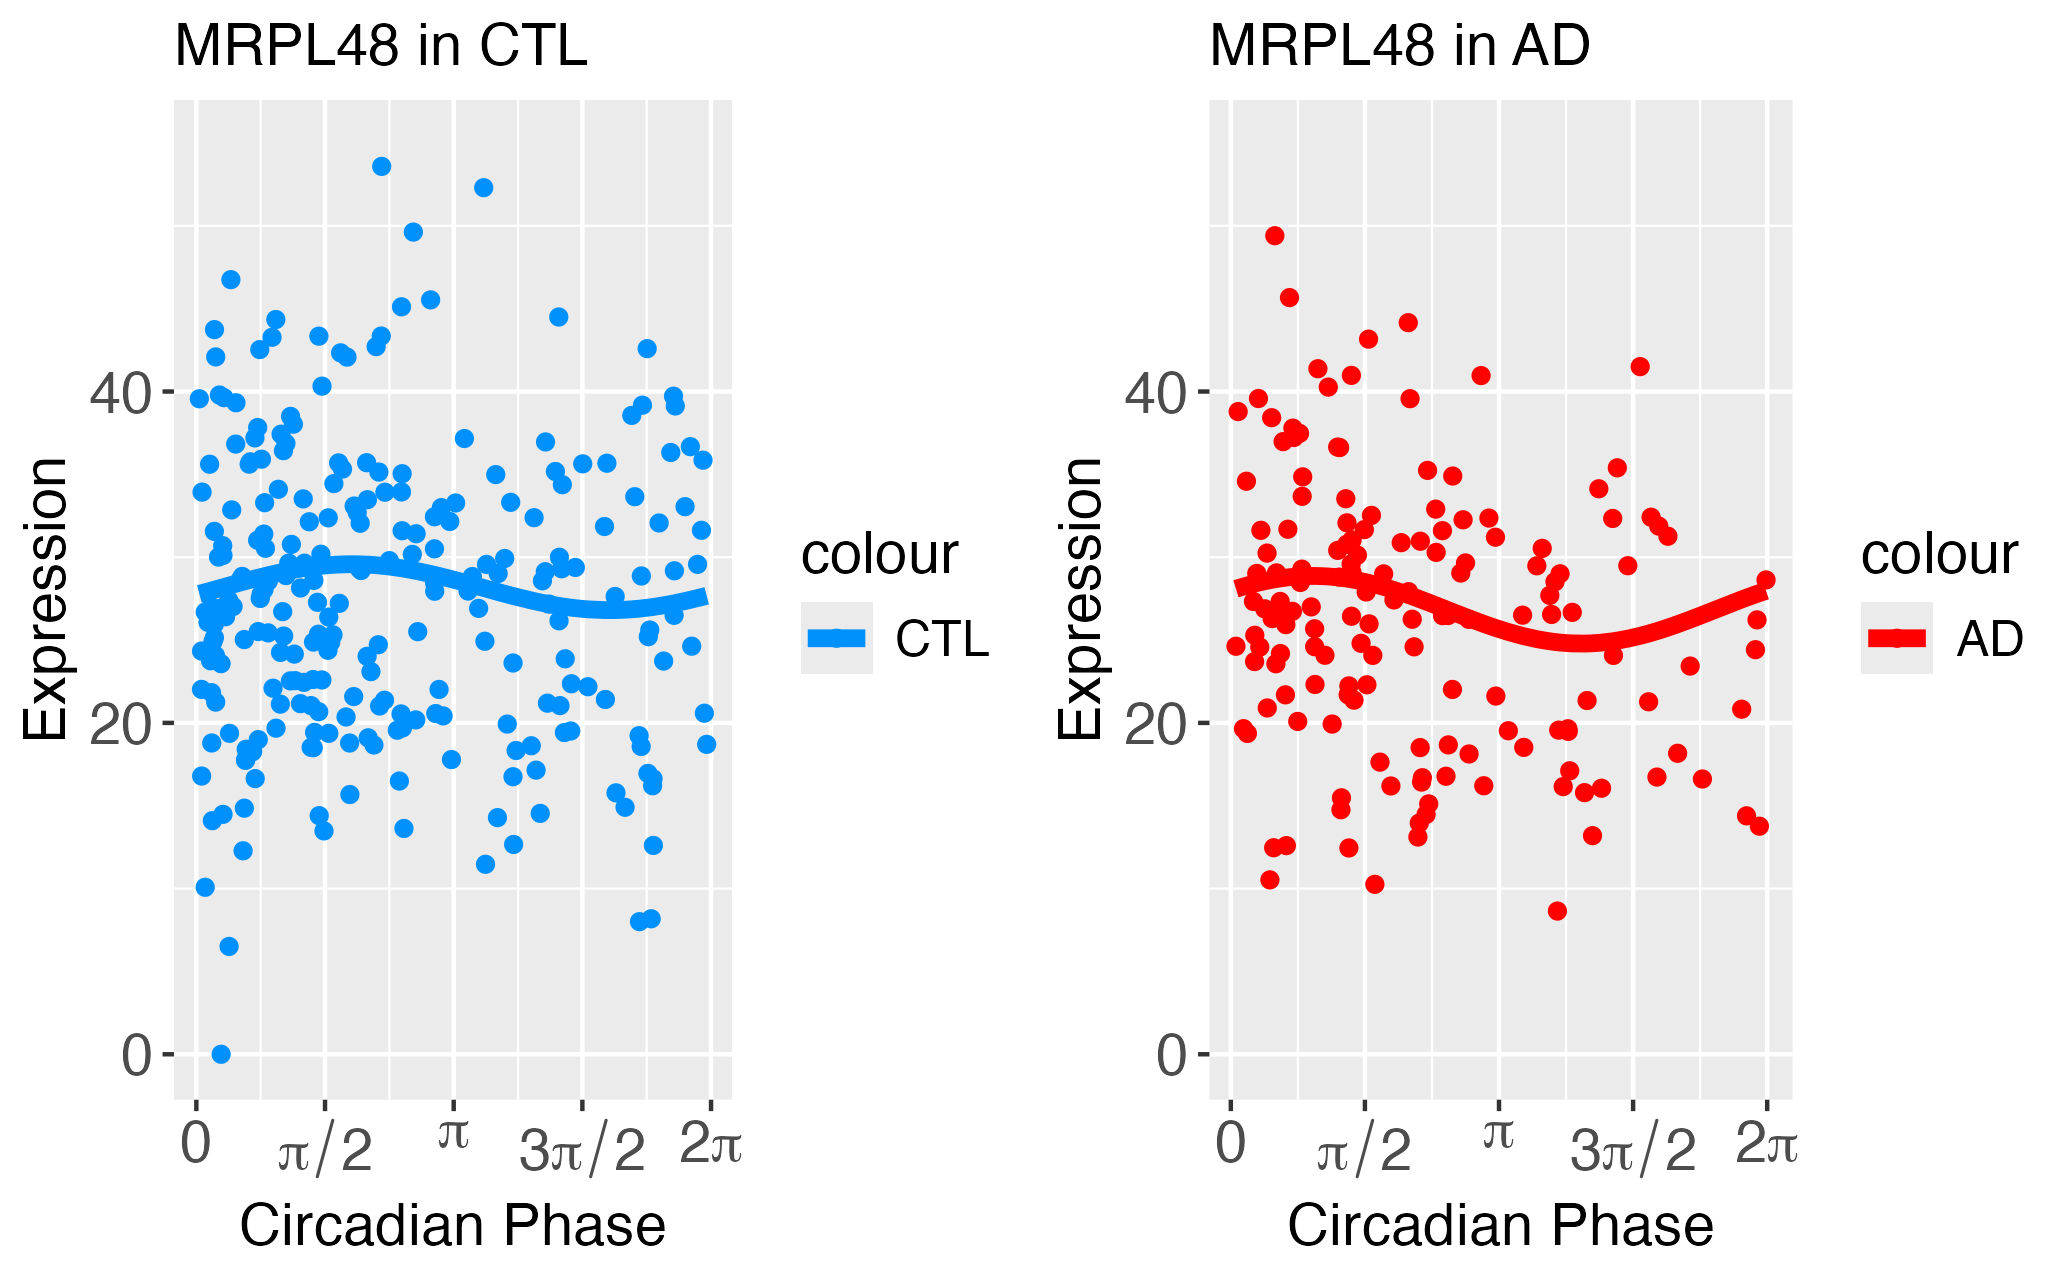 MRPL48 in CTL
Expression
40
20
0
0
π/2
π
3π/2
2π
Circadian Phase
colour
CTL
MRPL48 in AD
Expression
40
20
0
0
π/2
π
3π/2
2π
Circadian Phase
colour
AD